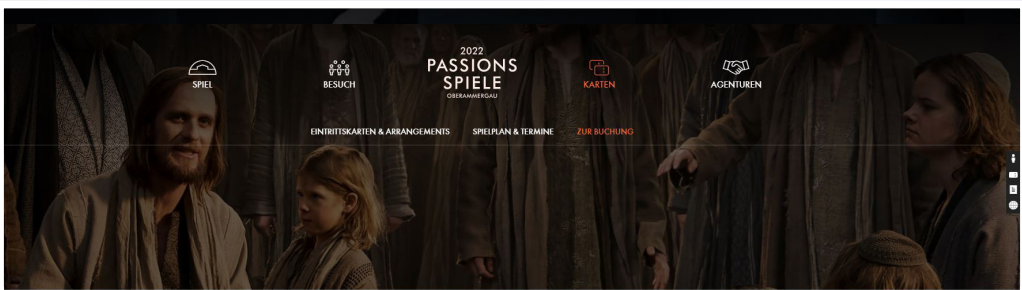 2022
PASSIONS
SPIELE
OBERAMMERGAU
SPIEL
BESUCH
KARTEN
AGENTUREN
EINTRITTSKARTEN & ARRANGEMENTS
SPIELPLAN & TERMINE
ZUR BUCHUNG